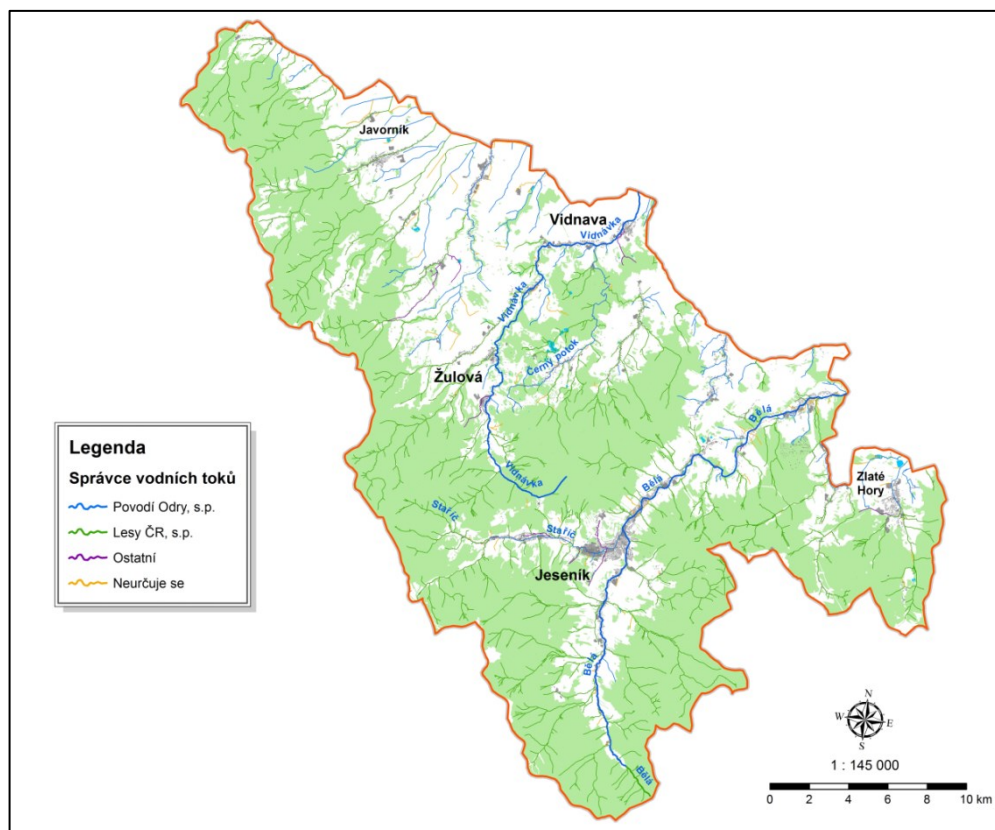 Javorník
Vidnava
Vidnávka
Vidnávka
Černý potok
Žulová
Bělá
Vidnávka
Bělá
Zlaté
Hory
Staříč
Staříč
Jeseník
Bělá
Bělá
Legenda
Správce vodních toků
Povodí Odry, s.p.
Lesy ČR, s.p.
Ostatní
Neurčuje se
N
W
E
S
1 : 145 000
0 2 4 6 8 10 km